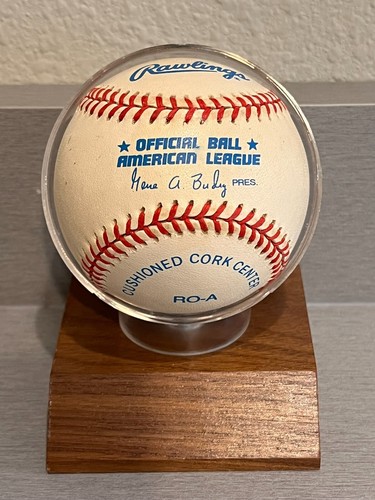 Rawlings
★ OFFICIAL BALL ★
AMERICAN LEAGUE
Gene A. Budig PRES.
CUSHIONED CORK CENTER
RO-A